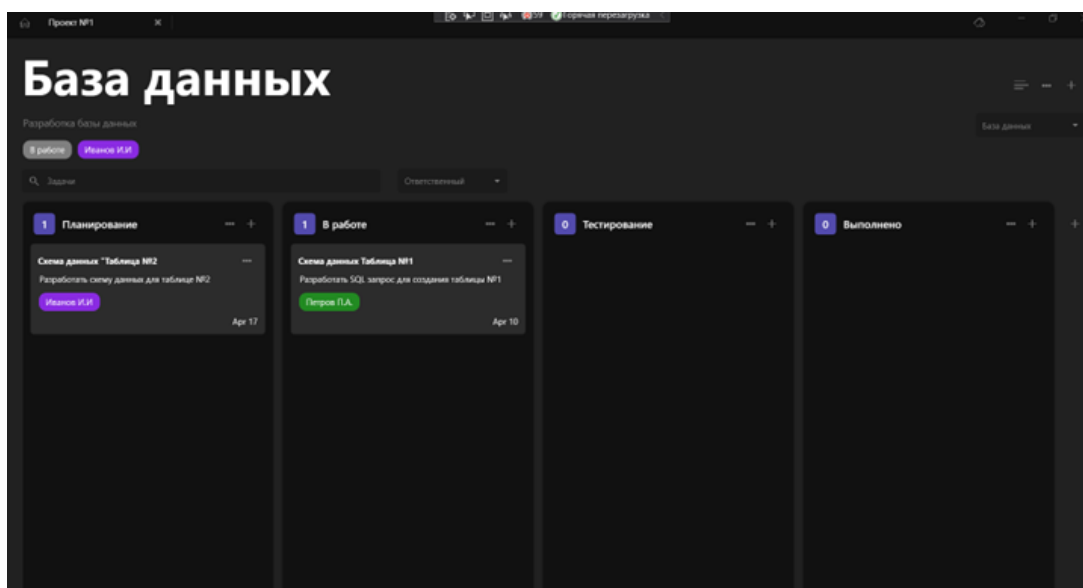 Проект №1
59 Горячая перезагрузка
База данных
Разработка базы данных
База данных
В работе Иванов И.И
Задачи Ответственный
1 Планирование
1 В работе
0 Тестирование
0 Выполнено
Схема данных "Таблица №2
Разработать схему данных для таблице №2
Иванов И.И
Apr 17
Схема данных Таблица №1
Разработать SQL запрос для создания таблицы №1
Петров П.А.
Apr 10